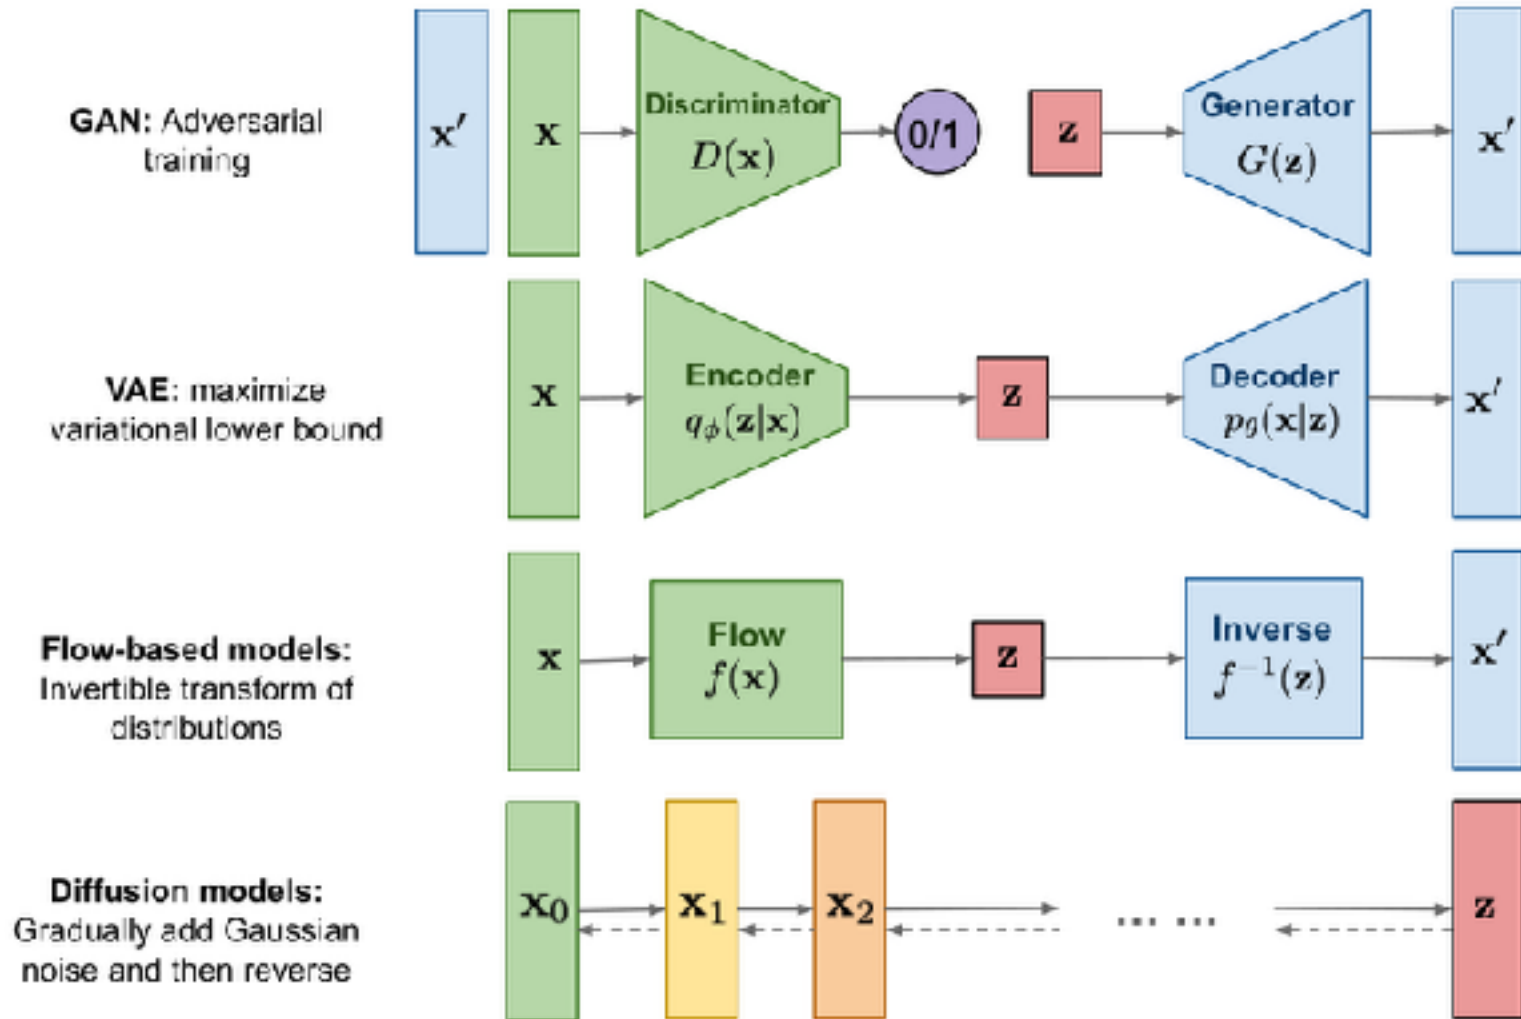 GAN: Adversarial
training
x′
x
Discriminator
D(x)
0/1
z
Generator
G(z)
x′
VAE: maximize
variational lower bound
x
Encoder
qϕ(z|x)
z
Decoder
pθ(x|z)
x′
Flow-based models:
Invertible transform of
distributions
x
Flow
f(x)
z
Inverse
f⁻¹(z)
x′
Diffusion models:
Gradually add Gaussian
noise and then reverse
x₀
x₁
x₂
... ...
z